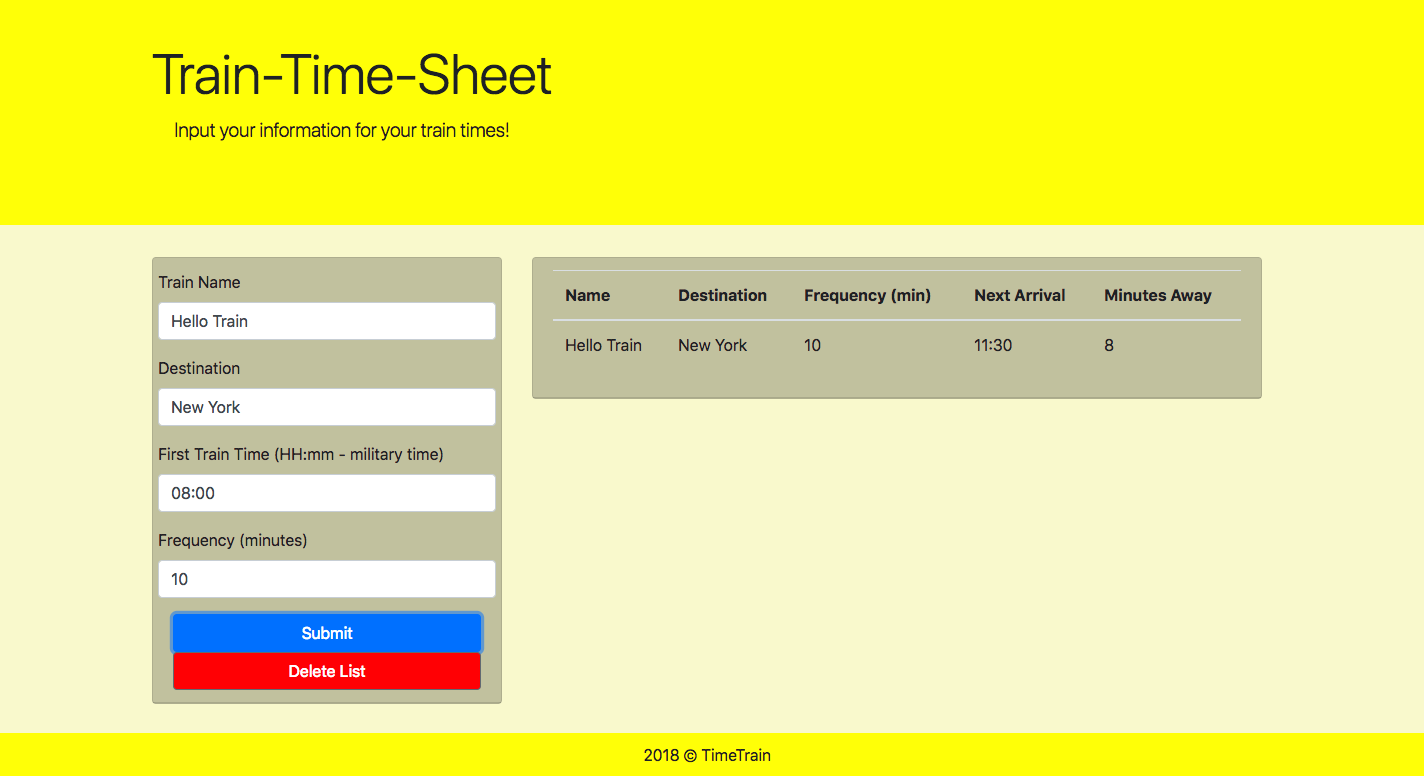 Train-Time-Sheet
Input your information for your train times!
Train Name
Hello Train
Destination
New York
First Train Time (HH:mm - military time)
08:00
Frequency (minutes)
10
Submit
Delete List
Name Destination Frequency (min) Next Arrival Minutes Away
Hello Train New York 10 11:30 8
2018 © TimeTrain